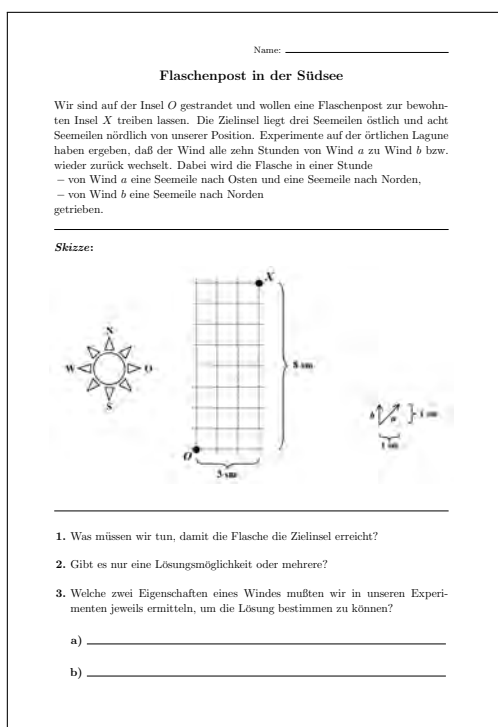 Name:
Flaschenpost in der Südsee
Wir sind auf der Insel O gestrandet und wollen eine Flaschenpost zur bewohn-
ten Insel X treiben lassen. Die Zielinsel liegt drei Seemeilen östlich und acht
Seemeilen nördlich von unserer Position. Experimente auf der örtlichen Lagune
haben ergeben, daß der Wind alle zehn Stunden von Wind a zu Wind b bzw.
wieder zurück wechselt. Dabei wird die Flasche in einer Stunde
– von Wind a eine Seemeile nach Osten und eine Seemeile nach Norden,
– von Wind b eine Seemeile nach Norden
getrieben.
Skizze:
X
N
W O
S
8 sm
b a 1 sm
1 sm
O
3 sm
1. Was müssen wir tun, damit die Flasche die Zielinsel erreicht?
2. Gibt es nur eine Lösungsmöglichkeit oder mehrere?
3. Welche zwei Eigenschaften eines Windes mußten wir in unseren Experi-
menten jeweils ermitteln, um die Lösung bestimmen zu können?
a)
b)